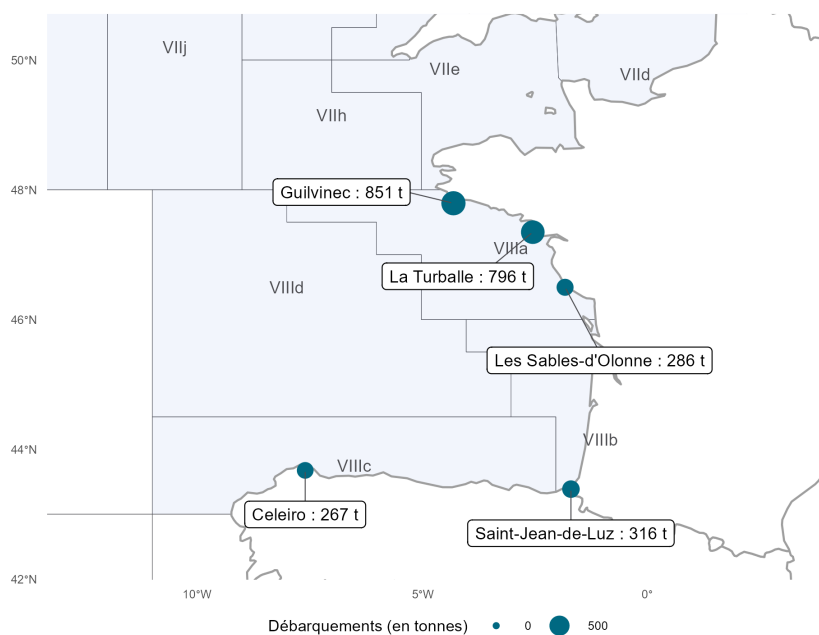 VIIj
50°N
VIIe
VIId
VIIh
48°N
Guilvinec : 851 t
VIIIa
La Turballe : 796 t
VIIId
46°N
Les Sables-d'Olonne : 286 t
44°N
VIIIb
VIIIc
Celeiro : 267 t
Saint-Jean-de-Luz : 316 t
42°N
10°W 5°W 0°
Débarquements (en tonnes) 0 500